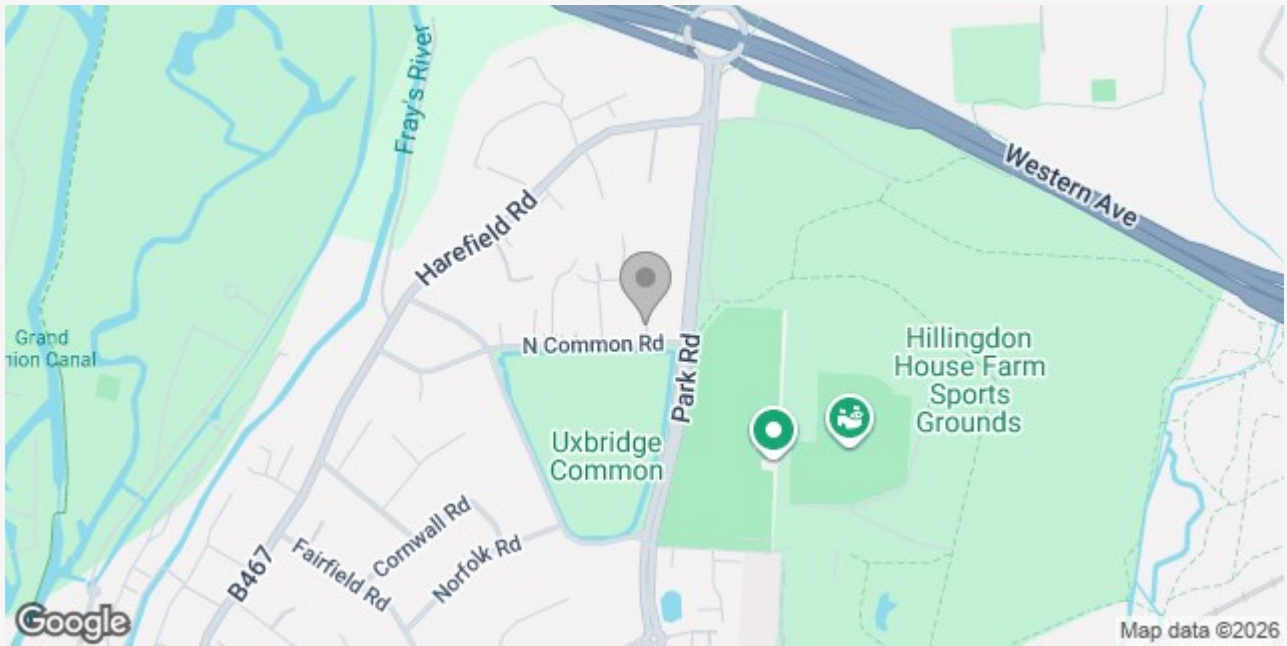 Fray's River
Western Ave
Harefield Rd
Grand
nion Canal
N Common Rd
Park Rd
Hillingdon
House Farm
Sports
Grounds
Uxbridge
Common
Cornwall Rd
Norfolk Rd
Fairfield Rd
B467
Google
Map data ©2026